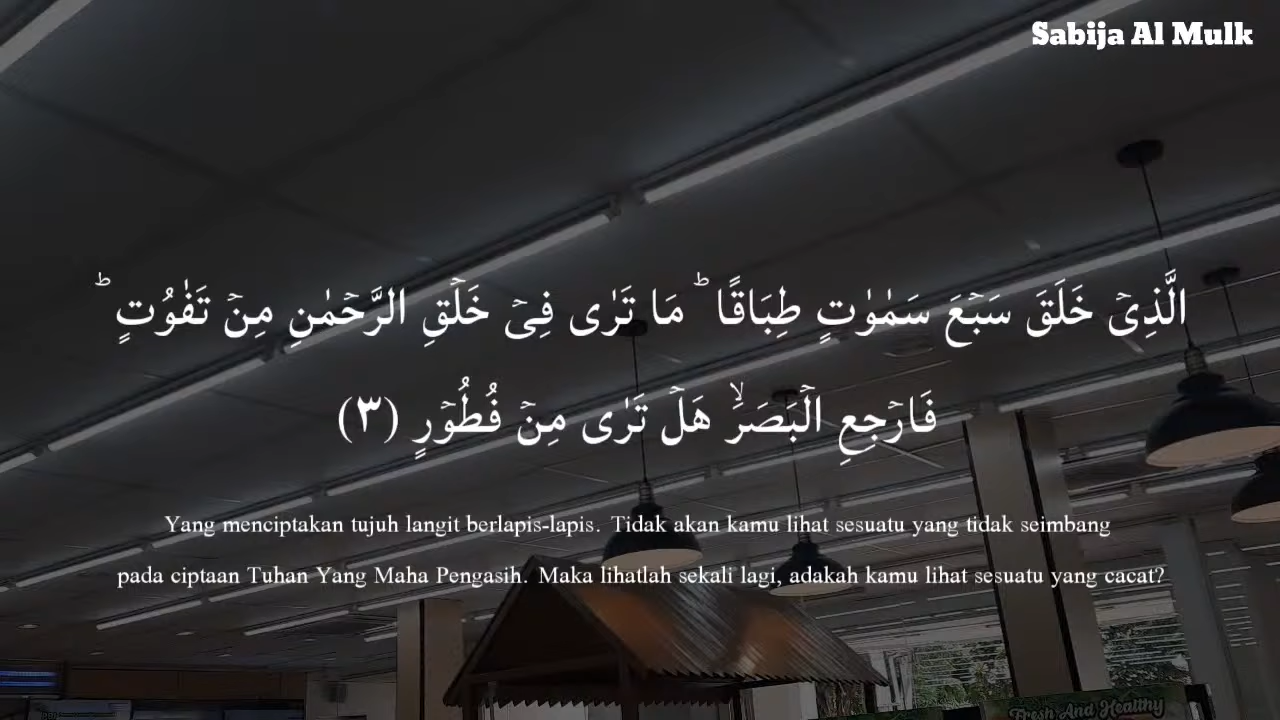 Sabija Al Mulk
الَّذِيۡ خَلَقَ سَبۡعَ سَمٰوٰتٍ طِبَاقًا ؕ مَا تَرٰى فِىۡ خَلۡقِ الرَّحۡمٰنِ مِنۡ تَفٰوُتٍ ؕ
فَارۡجِعِ الۡبَصَرَۙ هَلۡ تَرٰى مِنۡ فُطُوۡرٍ (٣)
Yang menciptakan tujuh langit berlapis-lapis. Tidak akan kamu lihat sesuatu yang tidak seimbang
pada ciptaan Tuhan Yang Maha Pengasih. Maka lihatlah sekali lagi, adakah kamu lihat sesuatu yang cacat?
Fresh And Healthy